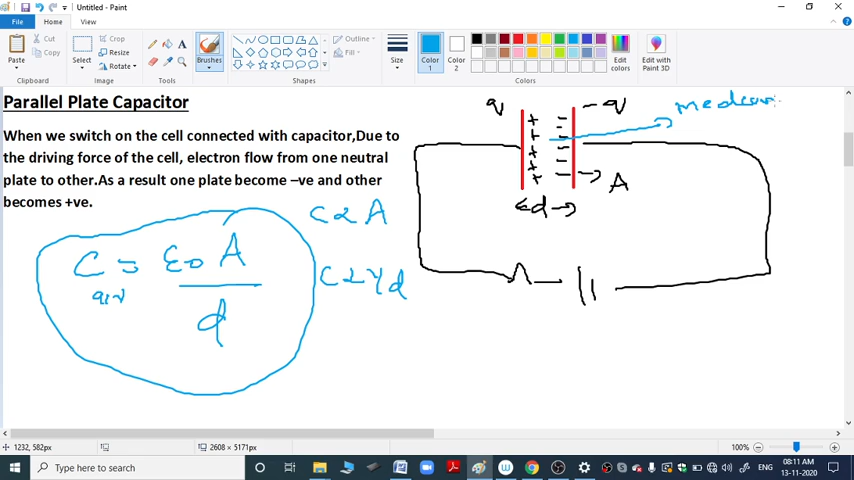 Untitled - Paint
File Home View
Paste
Cut
Copy
Clipboard
Select
Crop
Resize
Rotate
Image
Tools
Brushes
Shapes
Outline
Fill
Size
Color 1
Color 2
Colors
Edit colors
Edit with Paint 3D
Parallel Plate Capacitor
When we switch on the cell connected with capacitor,Due to
the driving force of the cell, electron flow from one neutral
plate to other.As a result one plate become –ve and other
becomes +ve.
q + – -q
A
d
C ∝ A
C ∝ 1/d
C air = ε0 A / d
1232, 582px
2608 × 5171px
100%
Type here to search
ENG
08:11 AM
13-11-2020